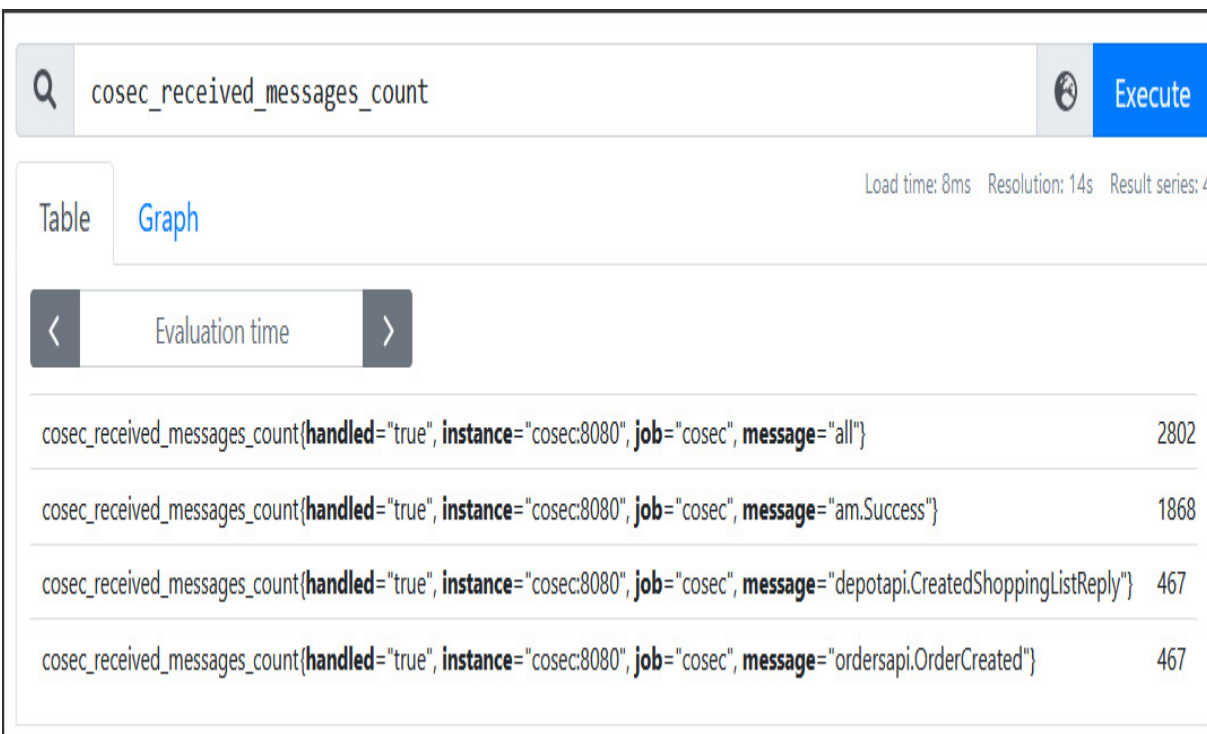 cosec_received_messages_count
Execute
Load time: 8ms Resolution: 14s Result series: 4
Table Graph
Evaluation time
cosec_received_messages_count{handled="true", instance="cosec:8080", job="cosec", message="all"} 2802
cosec_received_messages_count{handled="true", instance="cosec:8080", job="cosec", message="am.Success"} 1868
cosec_received_messages_count{handled="true", instance="cosec:8080", job="cosec", message="depotapi.CreatedShoppingListReply"} 467
cosec_received_messages_count{handled="true", instance="cosec:8080", job="cosec", message="ordersapi.OrderCreated"} 467